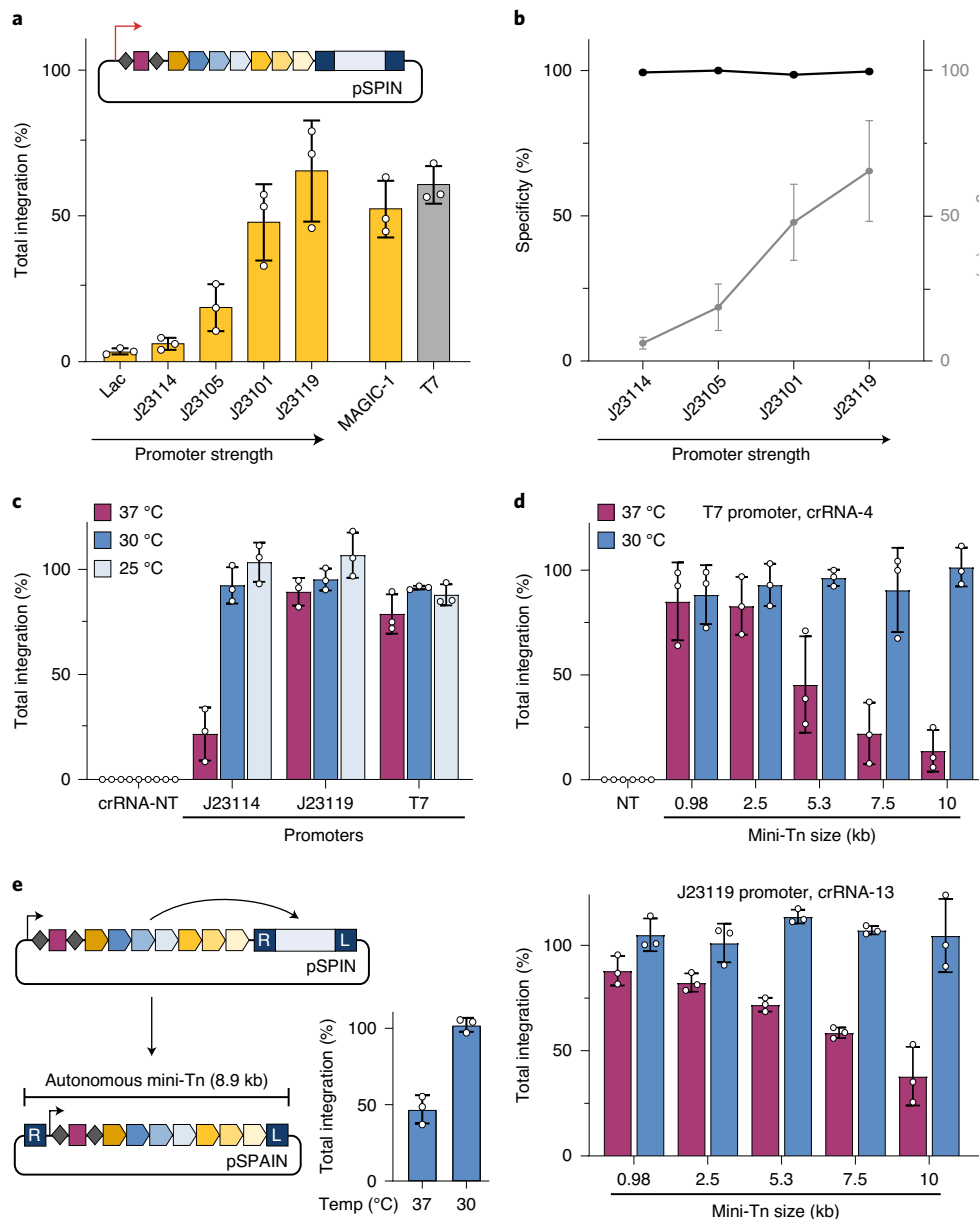 a
Total integration (%)
100
50
0
pSPIN
Lac
J23114
J23105
J23101
J23119
MAGIC-1
T7
Promoter strength
b
Specificty (%)
100
50
0
100
50
0
J23114
J23105
J23101
J23119
Promoter strength
c
37 °C
30 °C
25 °C
Total integration (%)
100
50
0
crRNA-NT
J23114
J23119
T7
Promoters
d
37 °C
30 °C
T7 promoter, crRNA-4
Total integration (%)
100
50
0
NT
0.98
2.5
5.3
7.5
10
Mini-Tn size (kb)
e
R
L
pSPIN
Autonomous mini-Tn (8.9 kb)
R
L
pSPAIN
Total integration (%)
100
50
0
Temp (°C)
37
30
J23119 promoter, crRNA-13
Total integration (%)
100
50
0
0.98
2.5
5.3
7.5
10
Mini-Tn size (kb)